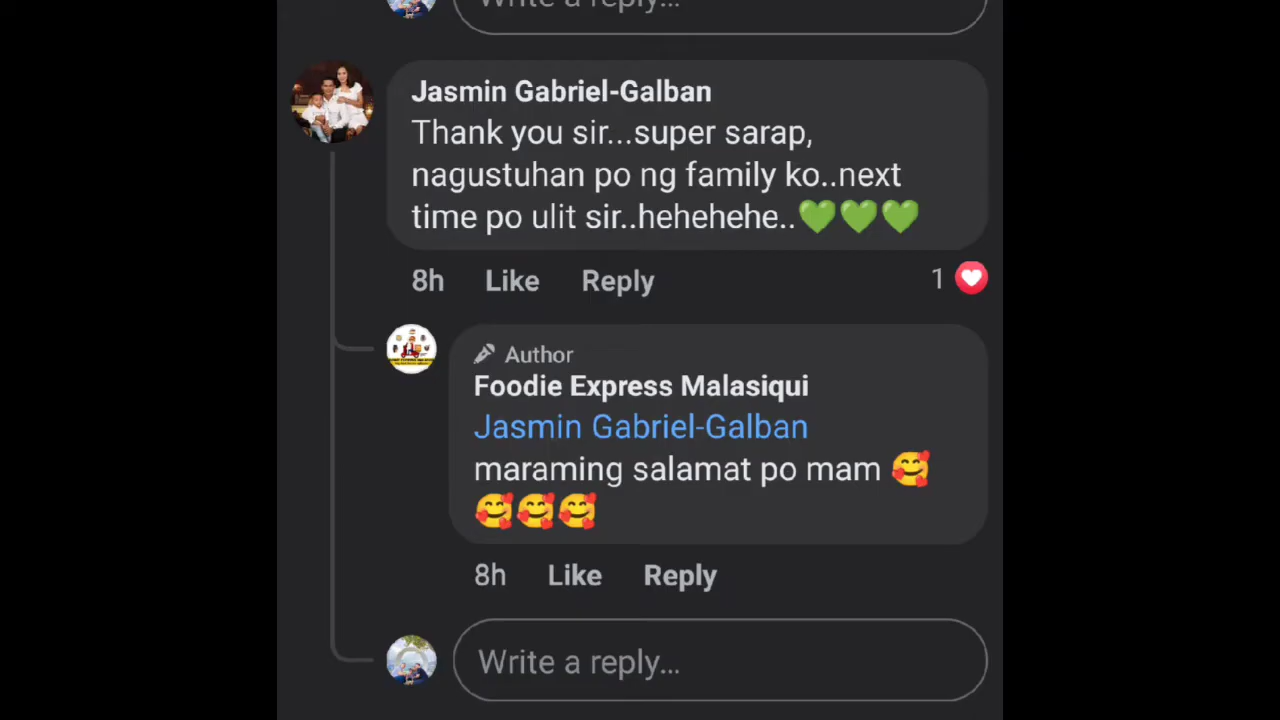 Write a reply...
Jasmin Gabriel-Galban
Thank you sir...super sarap,
nagustuhan po ng family ko..next
time po ulit sir..hehehehe..💚💚💚
8h Like Reply 1
Author
Foodie Express Malasiqui
Jasmin Gabriel-Galban
maraming salamat po mam 🥰
🥰🥰🥰
8h Like Reply
Write a reply...